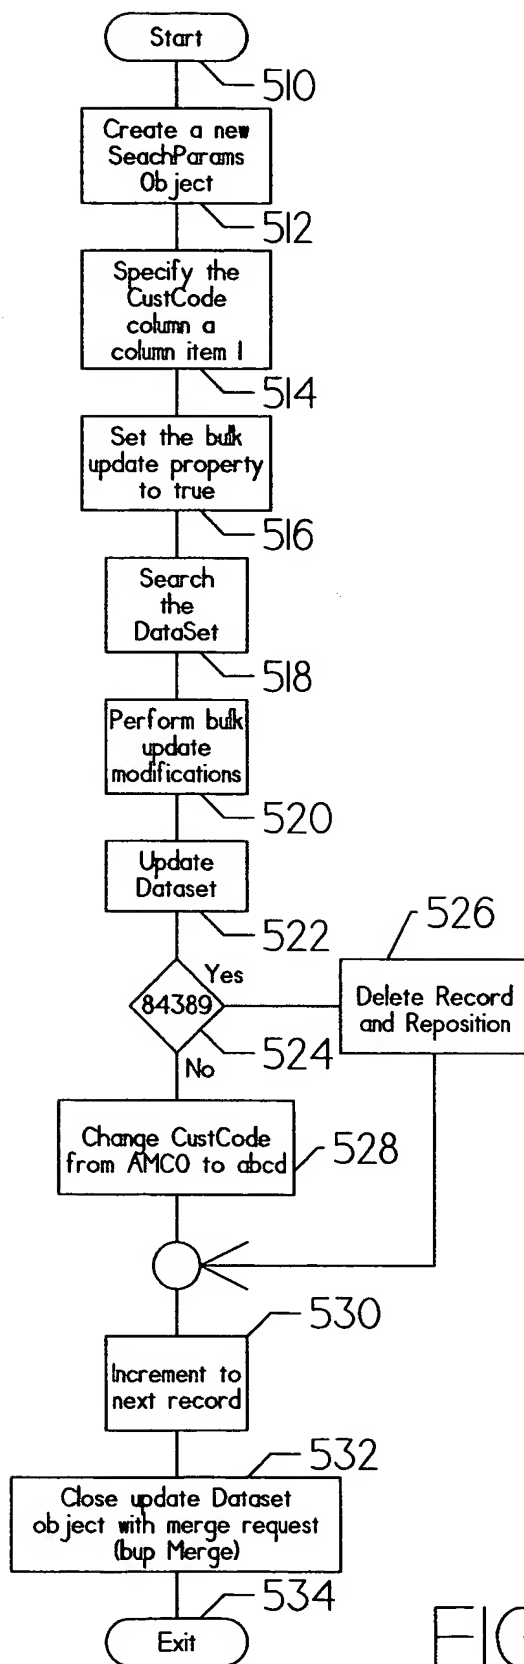 Start
510
Create a new
SeachParams
Object
512
Specify the
CustCode
column a
column item 1
514
Set the bulk
update property
to true
516
Search
the
DataSet
518
Perform bulk
update
modifications
520
Update
Dataset
522
526
Yes
84389
Delete Record
and Reposition
524
No
Change CustCode
from AMCO to abcd
528
530
Increment to
next record
532
Close update Dataset
object with merge request
(bup Merge)
534
Exit